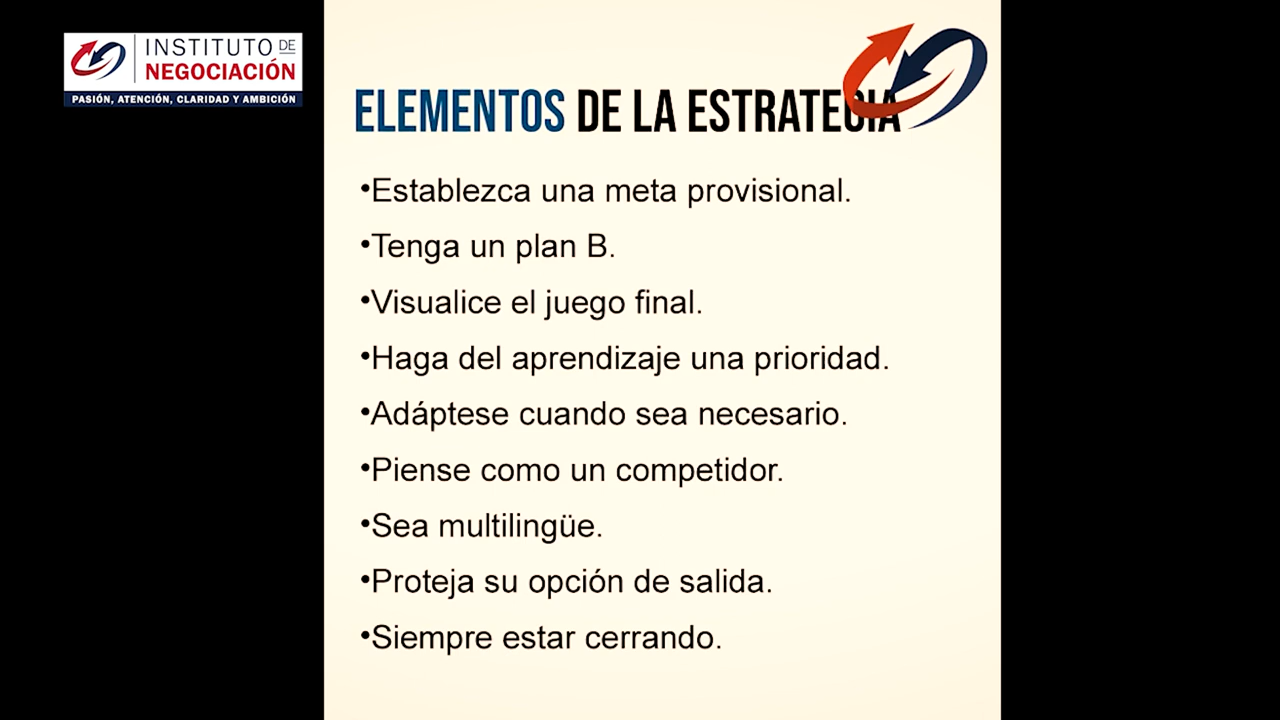 INSTITUTO DE
NEGOCIACIÓN
PASIÓN, ATENCIÓN, CLARIDAD Y AMBICIÓN
ELEMENTOS DE LA ESTRATEGIA
•Establezca una meta provisional.
•Tenga un plan B.
•Visualice el juego final.
•Haga del aprendizaje una prioridad.
•Adáptese cuando sea necesario.
•Piense como un competidor.
•Sea multilingüe.
•Proteja su opción de salida.
•Siempre estar cerrando.